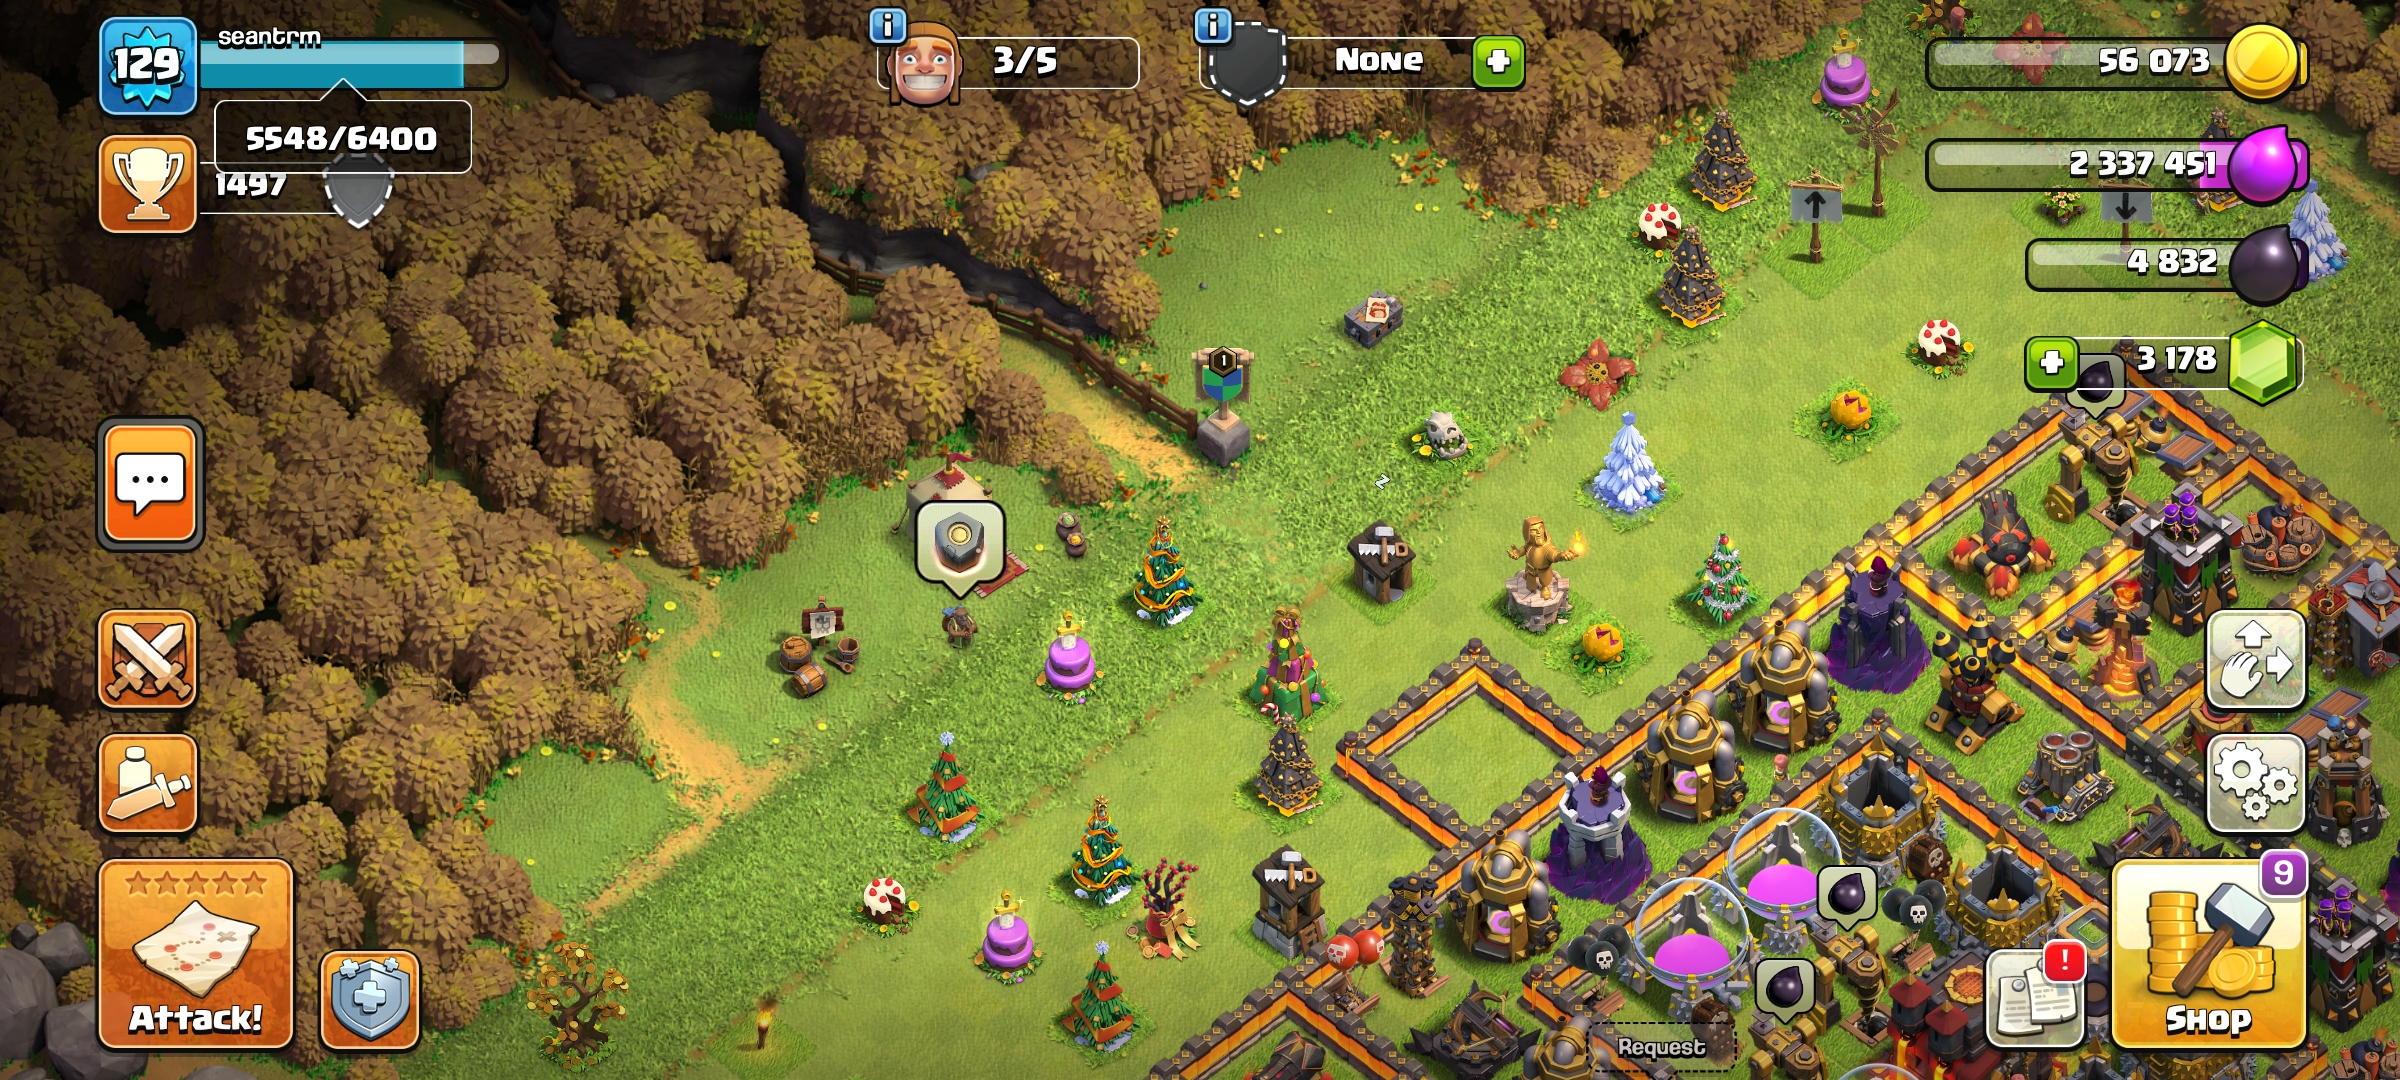 129
seantrm
3/5
None
56 073
5548/6400
1497
2 337 451
4 832
3 178
1
z
9
!
Attack!
Shop
Request